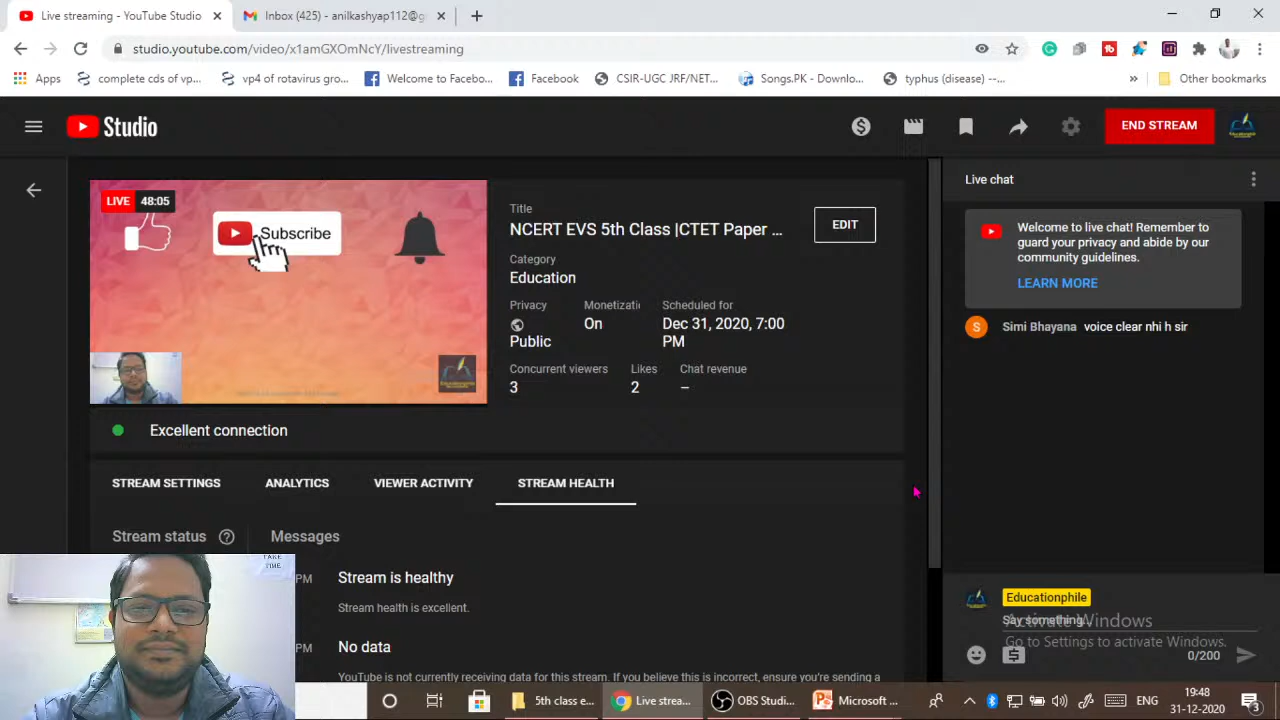 Live streaming - YouTube Studio
Inbox (425) - anilkashyap112@g
studio.youtube.com/video/x1amGXOmNcY/livestreaming
Apps
complete cds of vp...
vp4 of rotavirus gro...
Welcome to Facebo...
Facebook
CSIR-UGC JRF/NET...
Songs.PK - Downlo...
typhus (disease) --...
»
Other bookmarks
Studio
END STREAM
LIVE 48:05
Subscribe
Title
NCERT EVS 5th Class |CTET Paper ...
EDIT
Category
Education
Privacy
Public
Monetizati
On
Scheduled for
Dec 31, 2020, 7:00
PM
Concurrent viewers
3
Likes
2
Chat revenue
–
Excellent connection
STREAM SETTINGS
ANALYTICS
VIEWER ACTIVITY
STREAM HEALTH
Stream status
Messages
PM
Stream is healthy
Stream health is excellent.
PM
No data
YouTube is not currently receiving data for this stream. If you believe this is incorrect, ensure you're sending a
TAKE
TIME
Live chat
Welcome to live chat! Remember to
guard your privacy and abide by our
community guidelines.
LEARN MORE
S
Simi Bhayana voice clear nhi h sir
Educationphile
Say something...
Activate Windows
Go to Settings to activate Windows.
0/200
5th class e...
Live strea...
OBS Studi...
Microsoft ...
ENG
19:48
31-12-2020
3